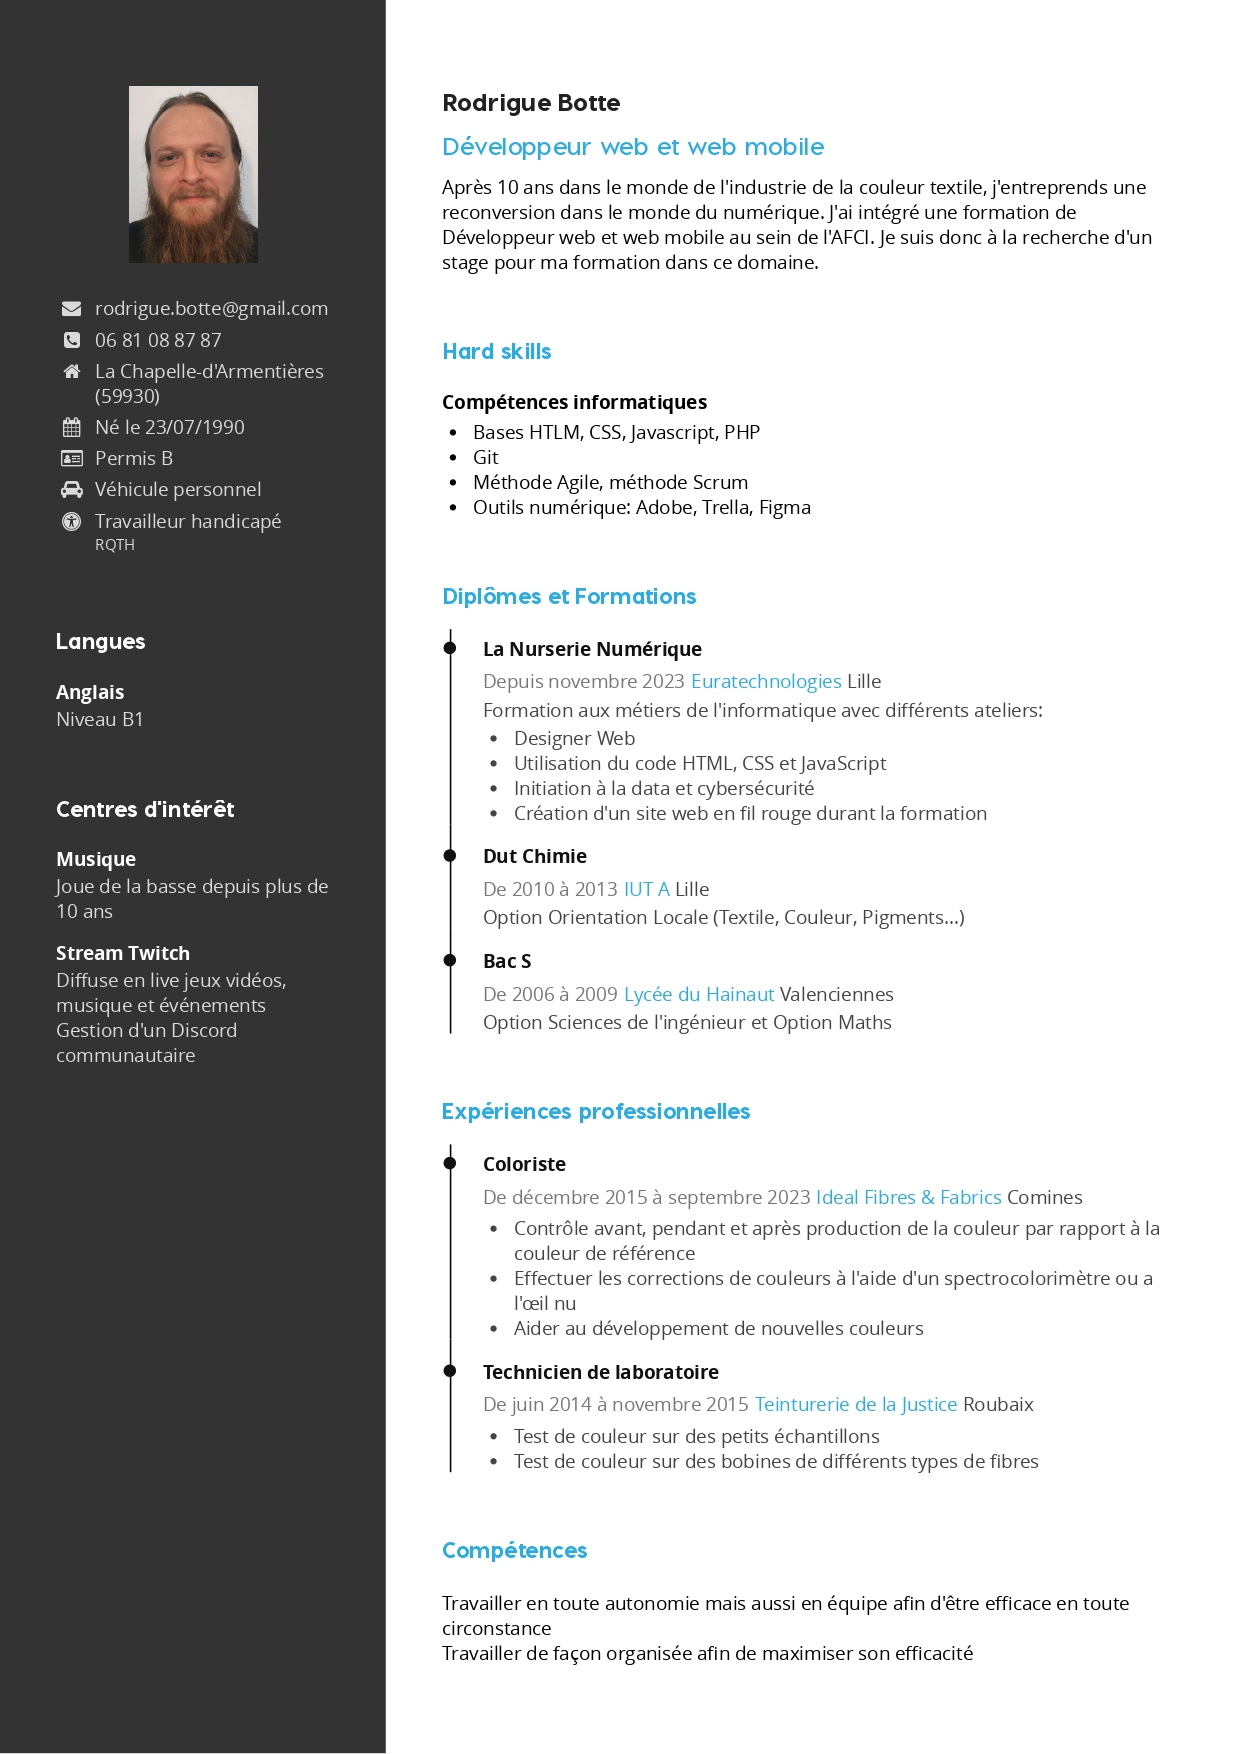 rodrigue.botte@gmail.com
06 81 08 87 87
La Chapelle-d'Armentières
(59930)
Né le 23/07/1990
Permis B
Véhicule personnel
Travailleur handicapé
RQTH
Langues
Anglais
Niveau B1
Centres d'intérêt
Musique
Joue de la basse depuis plus de
10 ans
Stream Twitch
Diffuse en live jeux vidéos,
musique et événements
Gestion d'un Discord
communautaire
Rodrigue Botte
Développeur web et web mobile
Après 10 ans dans le monde de l'industrie de la couleur textile, j'entreprends une
reconversion dans le monde du numérique. J'ai intégré une formation de
Développeur web et web mobile au sein de l'AFCI. Je suis donc à la recherche d'un
stage pour ma formation dans ce domaine.
Hard skills
Compétences informatiques
• Bases HTLM, CSS, Javascript, PHP
• Git
• Méthode Agile, méthode Scrum
• Outils numérique: Adobe, Trella, Figma
Diplômes et Formations
La Nurserie Numérique
Depuis novembre 2023 Euratechnologies Lille
Formation aux métiers de l'informatique avec différents ateliers:
• Designer Web
• Utilisation du code HTML, CSS et JavaScript
• Initiation à la data et cybersécurité
• Création d'un site web en fil rouge durant la formation
Dut Chimie
De 2010 à 2013 IUT A Lille
Option Orientation Locale (Textile, Couleur, Pigments...)
Bac S
De 2006 à 2009 Lycée du Hainaut Valenciennes
Option Sciences de l'ingénieur et Option Maths
Expériences professionnelles
Coloriste
De décembre 2015 à septembre 2023 Ideal Fibres & Fabrics Comines
• Contrôle avant, pendant et après production de la couleur par rapport à la
couleur de référence
• Effectuer les corrections de couleurs à l'aide d'un spectrocolorimètre ou a
l'œil nu
• Aider au développement de nouvelles couleurs
Technicien de laboratoire
De juin 2014 à novembre 2015 Teinturerie de la Justice Roubaix
• Test de couleur sur des petits échantillons
• Test de couleur sur des bobines de différents types de fibres
Compétences
Travailler en toute autonomie mais aussi en équipe afin d'être efficace en toute
circonstance
Travailler de façon organisée afin de maximiser son efficacité